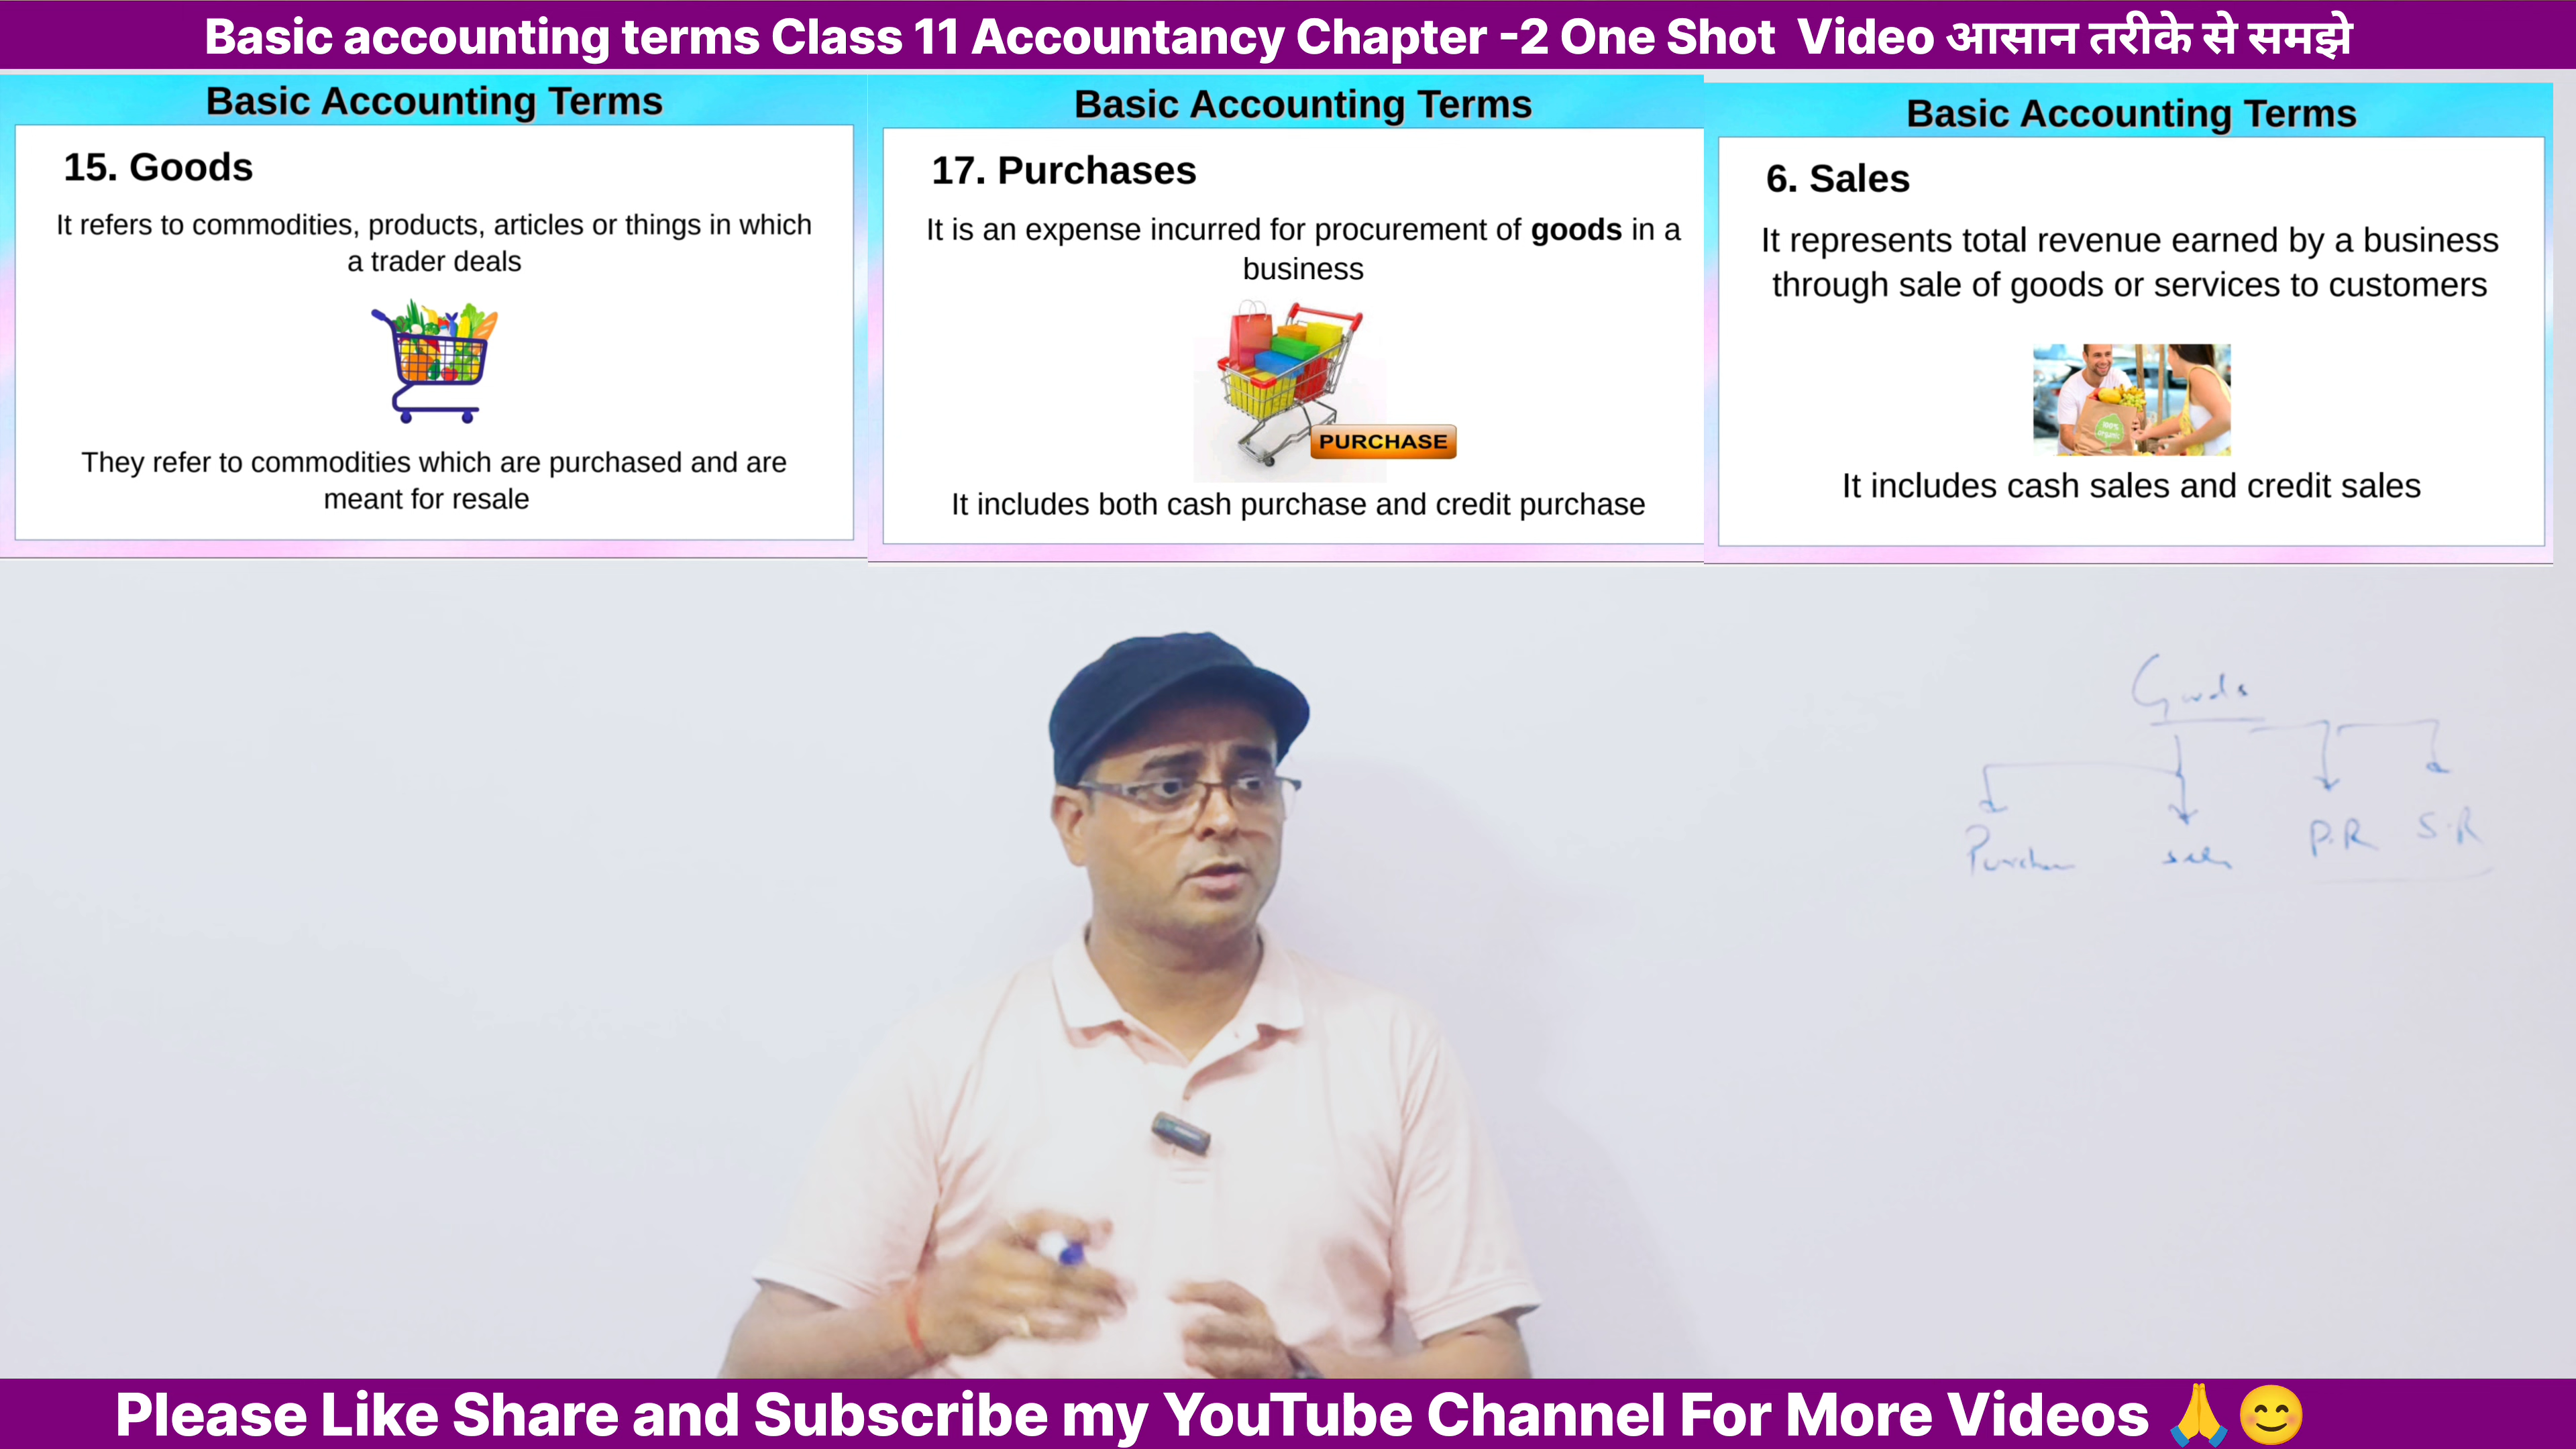 Basic accounting terms Class 11 Accountancy Chapter -2 One Shot  Video आसान तरीके से समझे
Basic Accounting Terms
15. Goods
It refers to commodities, products, articles or things in which
a trader deals
They refer to commodities which are purchased and are
meant for resale
Basic Accounting Terms
17. Purchases
It is an expense incurred for procurement of goods in a
business
PURCHASE
It includes both cash purchase and credit purchase
Basic Accounting Terms
6. Sales
It represents total revenue earned by a business
through sale of goods or services to customers
100%
organic
It includes cash sales and credit sales
Goods
P.R S.R
Please Like Share and Subscribe my YouTube Channel For More Videos 🙏😊